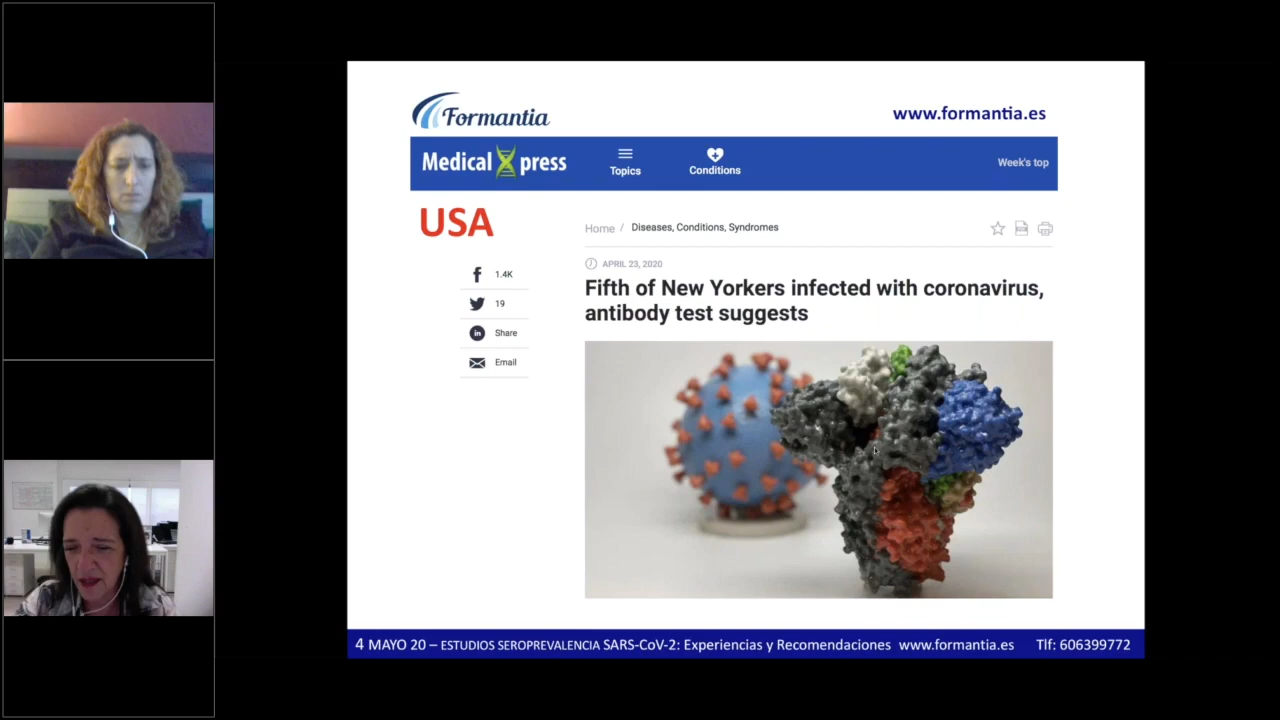 Formantia
www.formantia.es
Medical Xpress
Topics
Conditions
Week's top
USA
Home / Diseases, Conditions, Syndromes
1.4K
19
Share
Email
APRIL 23, 2020
Fifth of New Yorkers infected with coronavirus,
antibody test suggests
4 MAYO 20 – ESTUDIOS SEROPREVALENCIA SARS-CoV-2: Experiencias y Recomendaciones www.formantia.es Tlf: 606399772